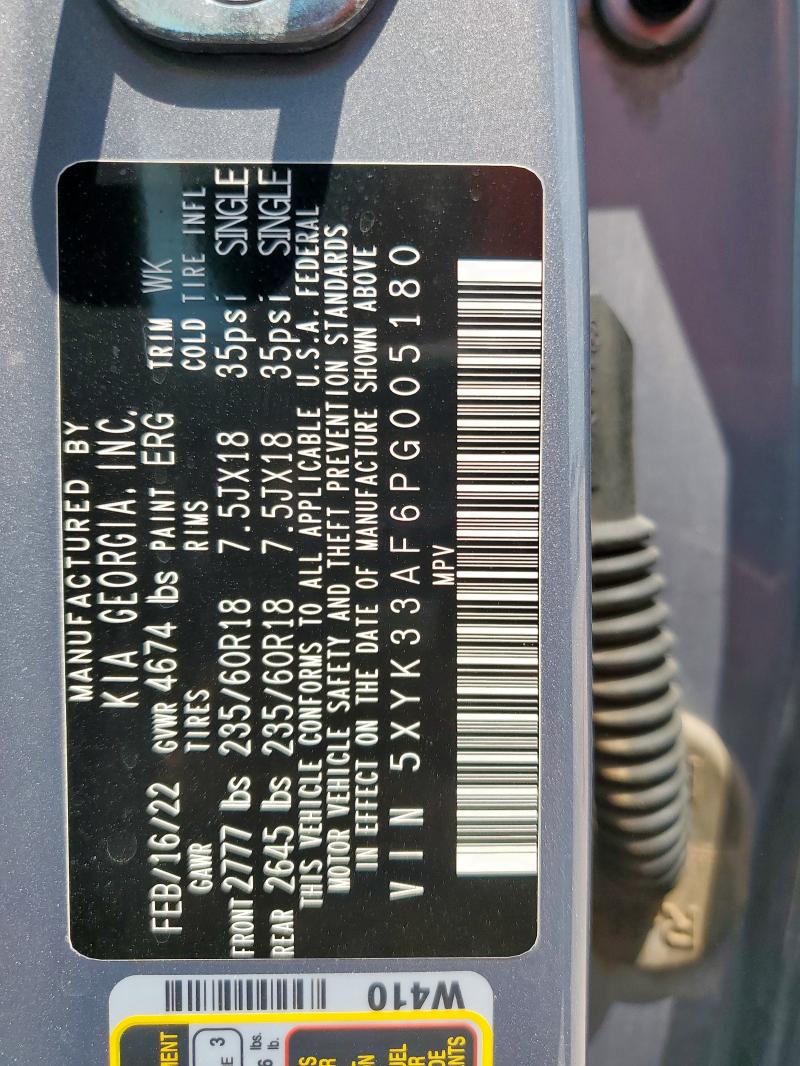 MANUFACTURED BY
KIA GEORGIA, INC.
FEB/16/22 GVWR 4674 lbs PAINT ERG TRIM WK
GAWR TIRES RIMS COLD TIRE INFL
FRONT 2777 lbs 235/60R18 7.5JX18 35psi SINGLE
REAR 2645 lbs 235/60R18 7.5JX18 35psi SINGLE
THIS VEHICLE CONFORMS TO ALL APPLICABLE U.S.A. FEDERAL
MOTOR VEHICLE SAFETY AND THEFT PREVENTION STANDARDS
IN EFFECT ON THE DATE OF MANUFACTURE SHOWN ABOVE
VIN 5XYK33AF6PG005180
MPV
W410
3
lbs.
lb.